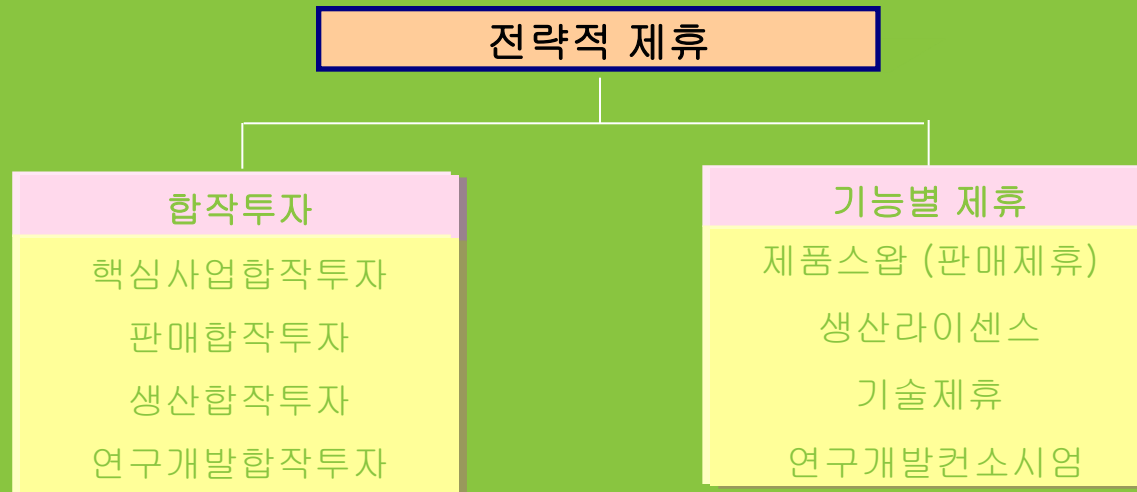 전략적 제휴
합작투자
핵심사업합작투자
판매합작투자
생산합작투자
연구개발합작투자
기능별 제휴
제품스왑 (판매제휴)
생산라이센스
기술제휴
연구개발컨소시엄